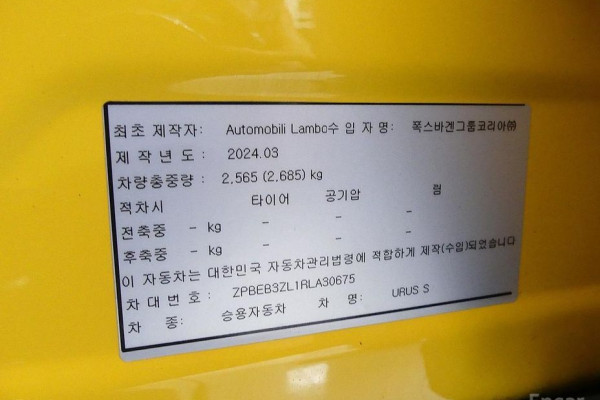 최초 제작자: Automobili Lambo수 입 자 명: 폭스바겐그룹코리아㈜
제 작 년 도 : 2024.03
차량총중량 : 2,565 (2,685) kg
적차시 타이어 공기압 림
전축중 - kg - - -
후축중 - kg - - -
이 자동차는 대한민국 자동차관리법령에 적합하게 제작(수입)되었습니다
차 대 번 호 : ZPBEB3ZL1RLA30675
차 종: 승용자동차 차 명: URUS S